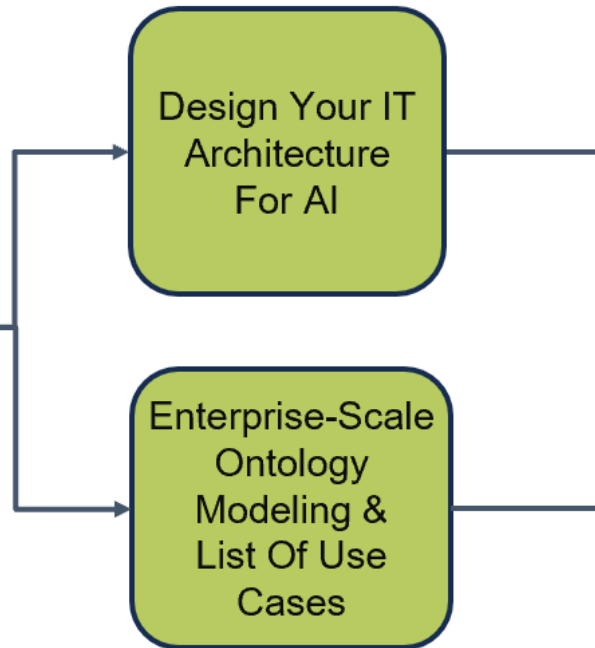 Design Your IT
Architecture
For AI
Enterprise-Scale
Ontology
Modeling &
List Of Use
Cases